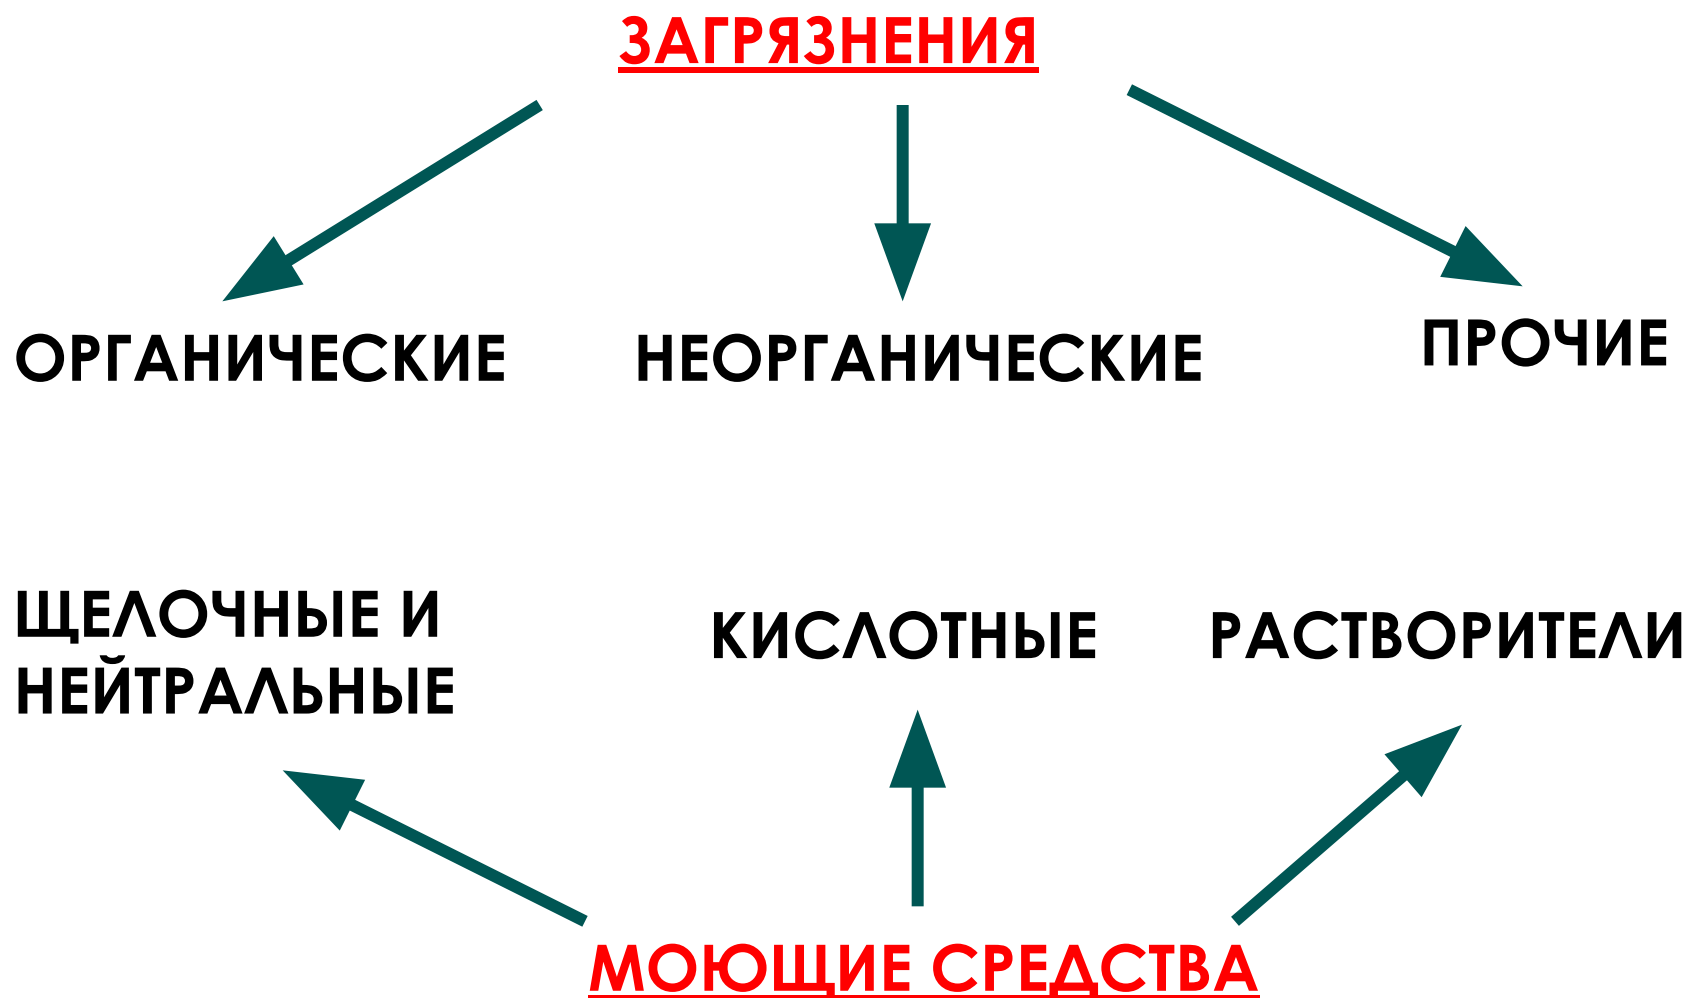 ЗАГРЯЗНЕНИЯ
ОРГАНИЧЕСКИЕ
НЕОРГАНИЧЕСКИЕ
ПРОЧИЕ
ЩЕЛОЧНЫЕ И
НЕЙТРАЛЬНЫЕ
КИСЛОТНЫЕ
РАСТВОРИТЕЛИ
МОЮЩИЕ СРЕДСТВА